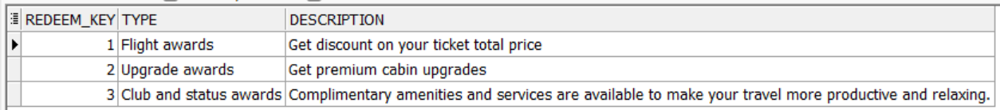 REDEEM_KEY TYPE DESCRIPTION
1 Flight awards Get discount on your ticket total price
2 Upgrade awards Get premium cabin upgrades
3 Club and status awards Complimentary amenities and services are available to make your travel more productive and relaxing.